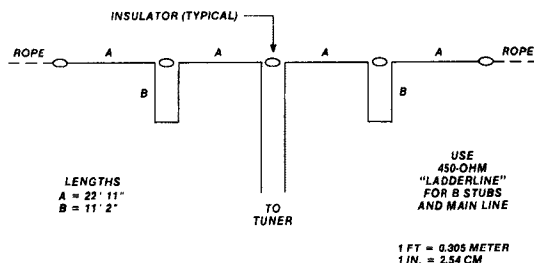 INSULATOR (TYPICAL)
ROPE A A A A ROPE
B B
LENGTHS
A = 22' 11"
B = 11' 2"
TO
TUNER
USE
450-OHM
"LADDERLINE"
FOR B STUBS
AND MAIN LINE
1 FT = 0.305 METER
1 IN. = 2.54 CM